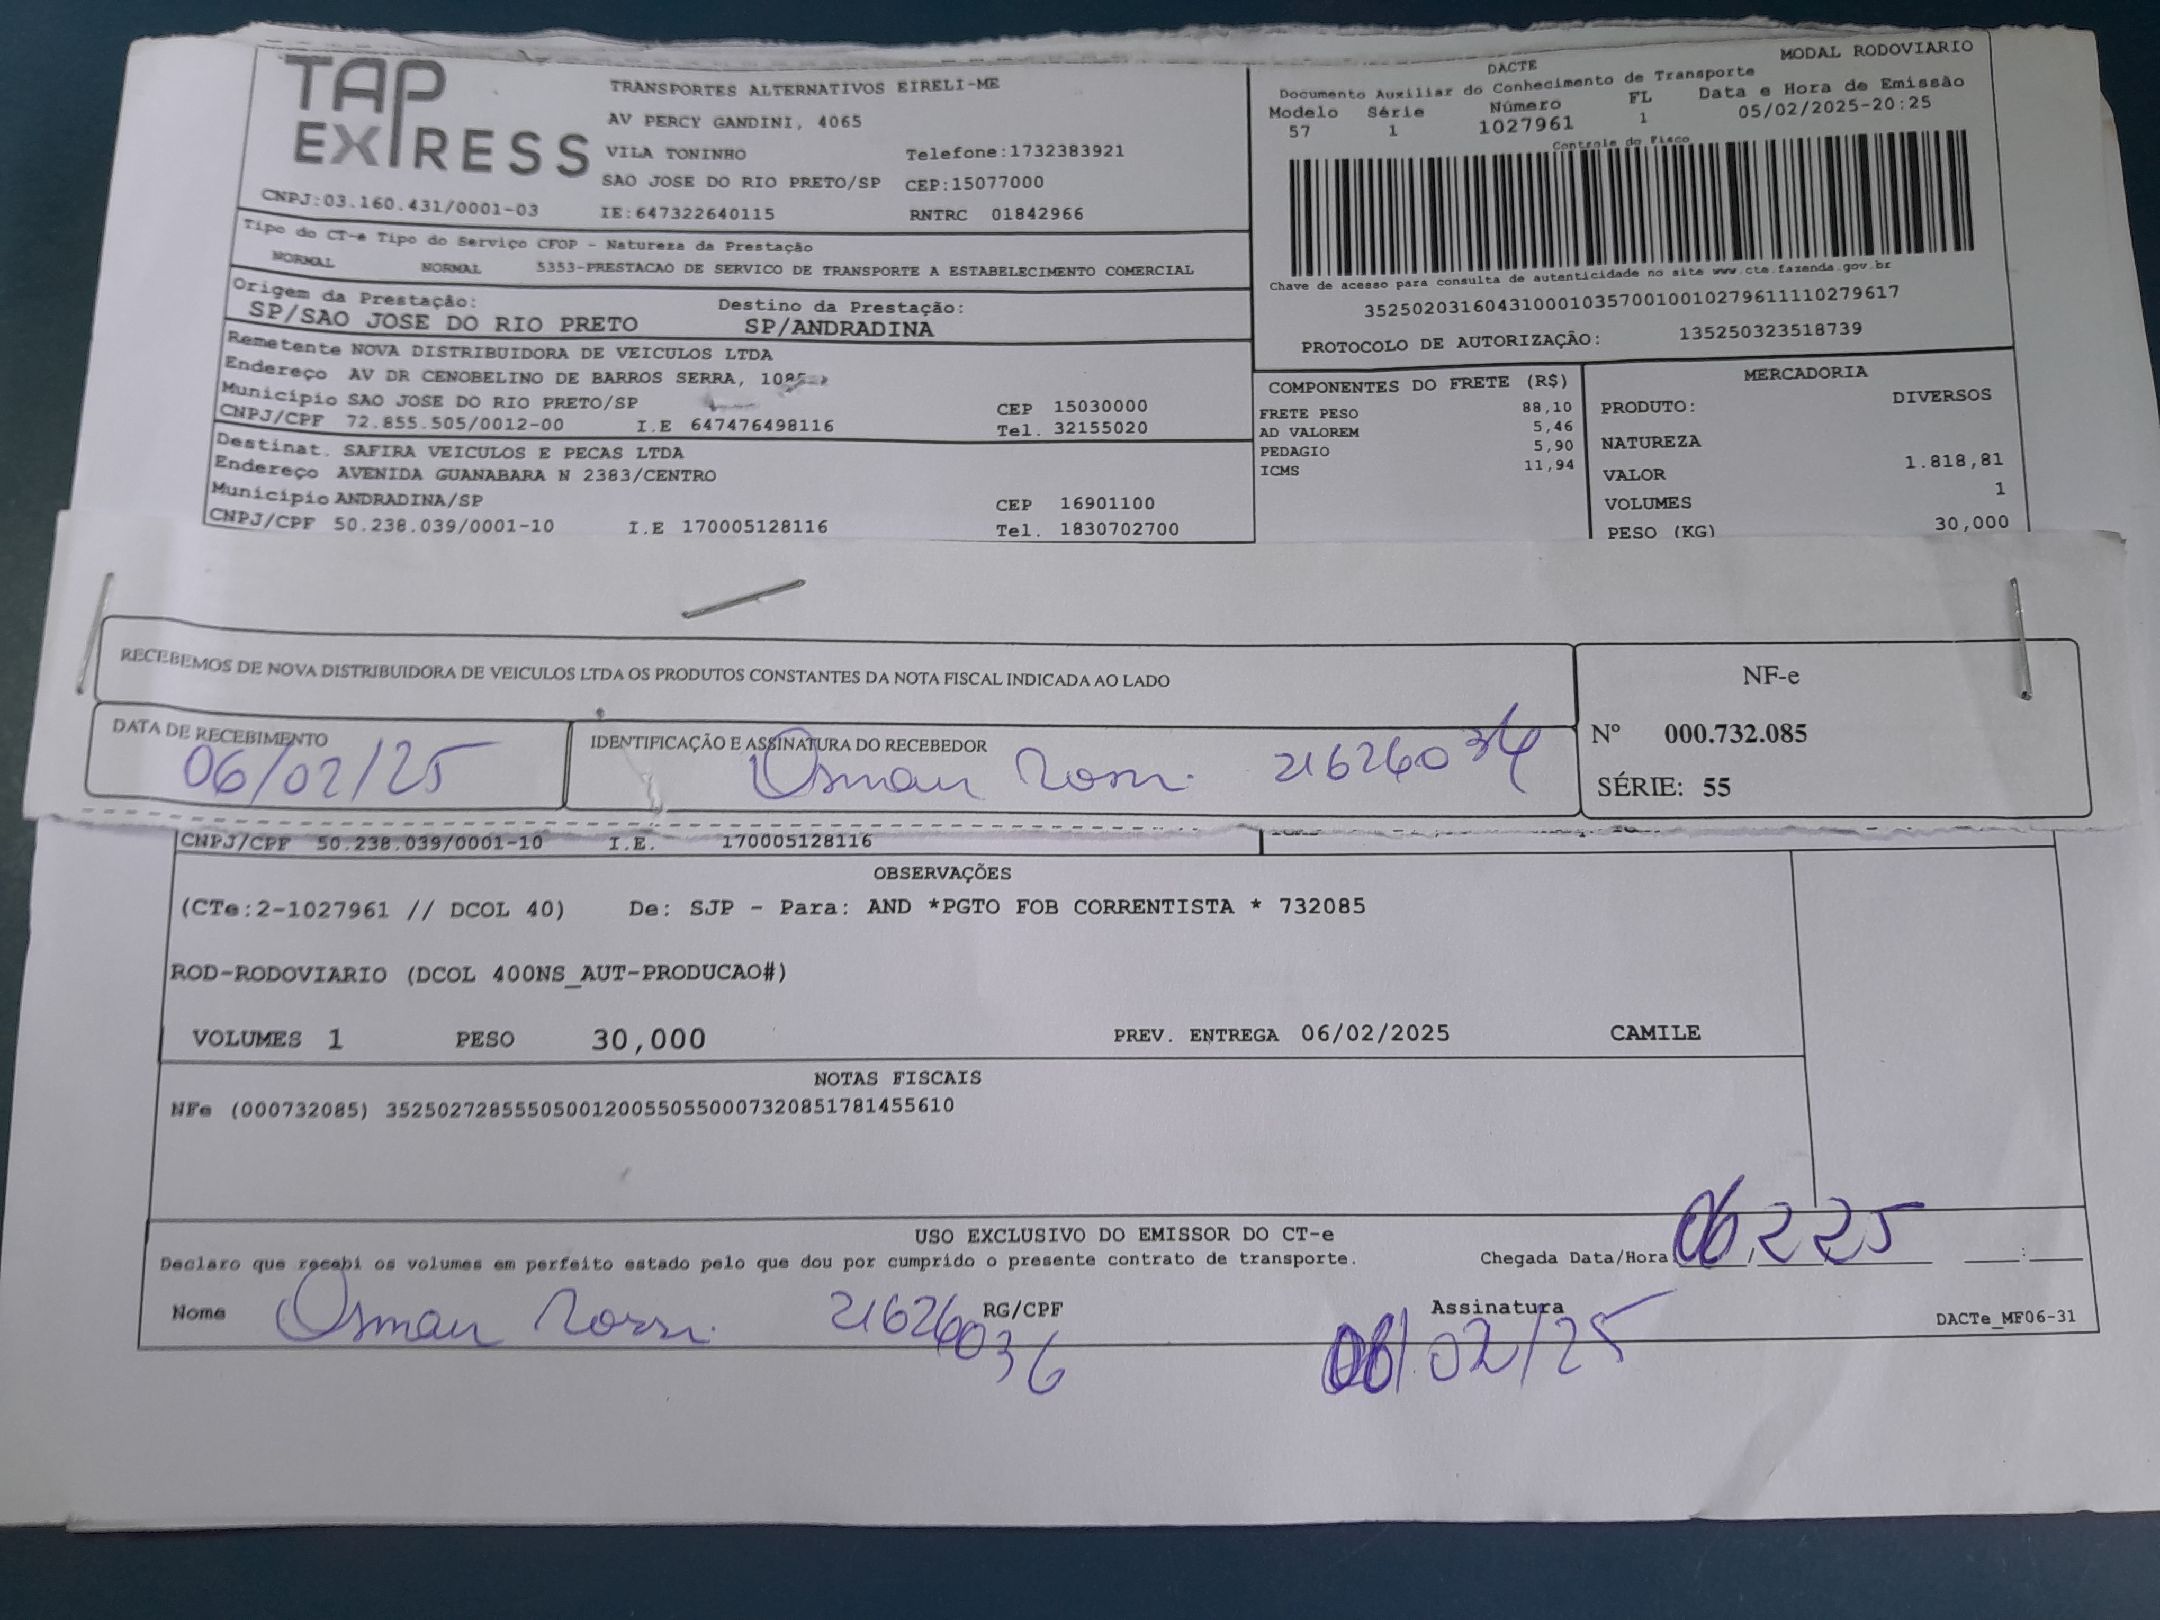 TAP EXPRESS
TRANSPORTES ALTERNATIVOS EIRELI-ME
AV PERCY GANDINI, 4065
VILA TONINHO Telefone:1732383921
SAO JOSE DO RIO PRETO/SP CEP:15077000
CNPJ:03.160.431/0001-03 IE:647322640115 RNTRC 01842966
Tipo do CT-e Tipo do Serviço CFOP - Natureza da Prestação
NORMAL NORMAL 5353-PRESTACAO DE SERVICO DE TRANSPORTE A ESTABELECIMENTO COMERCIAL
Origem da Prestação: Destino da Prestação:
SP/SAO JOSE DO RIO PRETO SP/ANDRADINA
Remetente NOVA DISTRIBUIDORA DE VEICULOS LTDA
Endereço AV DR CENOBELINO DE BARROS SERRA,
Município SAO JOSE DO RIO PRETO/SP CEP 15030000
CNPJ/CPF 72.855.505/0012-00 I.E 647476498116 Tel. 32155020
Destinat. SAFIRA VEICULOS E PECAS LTDA
Endereço AVENIDA GUANABARA N 2383/CENTRO
Município ANDRADINA/SP CEP 16901100
CNPJ/CPF 50.238.039/0001-10 I.E 170005128116 Tel. 1830702700
DACTE MODAL RODOVIARIO
Documento Auxiliar do Conhecimento de Transporte
Modelo Série Número FL Data e Hora de Emissão
57 1 1027961 1 05/02/2025-20:25
Controle do Fisco
Chave de acesso para consulta de autenticidade no site www.cte.fazenda.gov.br
35250203160431000103570010010279611110279617
PROTOCOLO DE AUTORIZAÇÃO: 135250323518739
COMPONENTES DO FRETE (R$)
FRETE PESO 88,10
AD VALOREM 5,46
PEDAGIO 5,90
ICMS 11,94
MERCADORIA
PRODUTO: DIVERSOS
NATUREZA
VALOR 1.818,81
VOLUMES 1
PESO (KG) 30,000
RECEBEMOS DE NOVA DISTRIBUIDORA DE VEICULOS LTDA OS PRODUTOS CONSTANTES DA NOTA FISCAL INDICADA AO LADO
DATA DE RECEBIMENTO
06/02/25
IDENTIFICAÇÃO E ASSINATURA DO RECEBEDOR
Osman Rossi
NF-e
Nº 000.732.085
SÉRIE: 55
CNPJ/CPF 50.238.039/0001-10 I.E. 170005128116
OBSERVAÇÕES
(CTe:2-1027961 // DCOL 40) De: SJP - Para: AND *PGTO FOB CORRENTISTA * 732085
ROD-RODOVIARIO (DCOL 400NS_AUT-PRODUCAO#)
VOLUMES 1 PESO 30,000 PREV. ENTREGA 06/02/2025 CAMILE
NOTAS FISCAIS
NFe (000732085) 35250272855505001200550550007320851781455610
USO EXCLUSIVO DO EMISSOR DO CT-e
Declaro que recebi os volumes em perfeito estado pelo que dou por cumprido o presente contrato de transporte. Chegada Data/Hora 06 2 25
Nome Osman Rossi 21626036 RG/CPF Assinatura DACTe_MF06-31
06/02/25